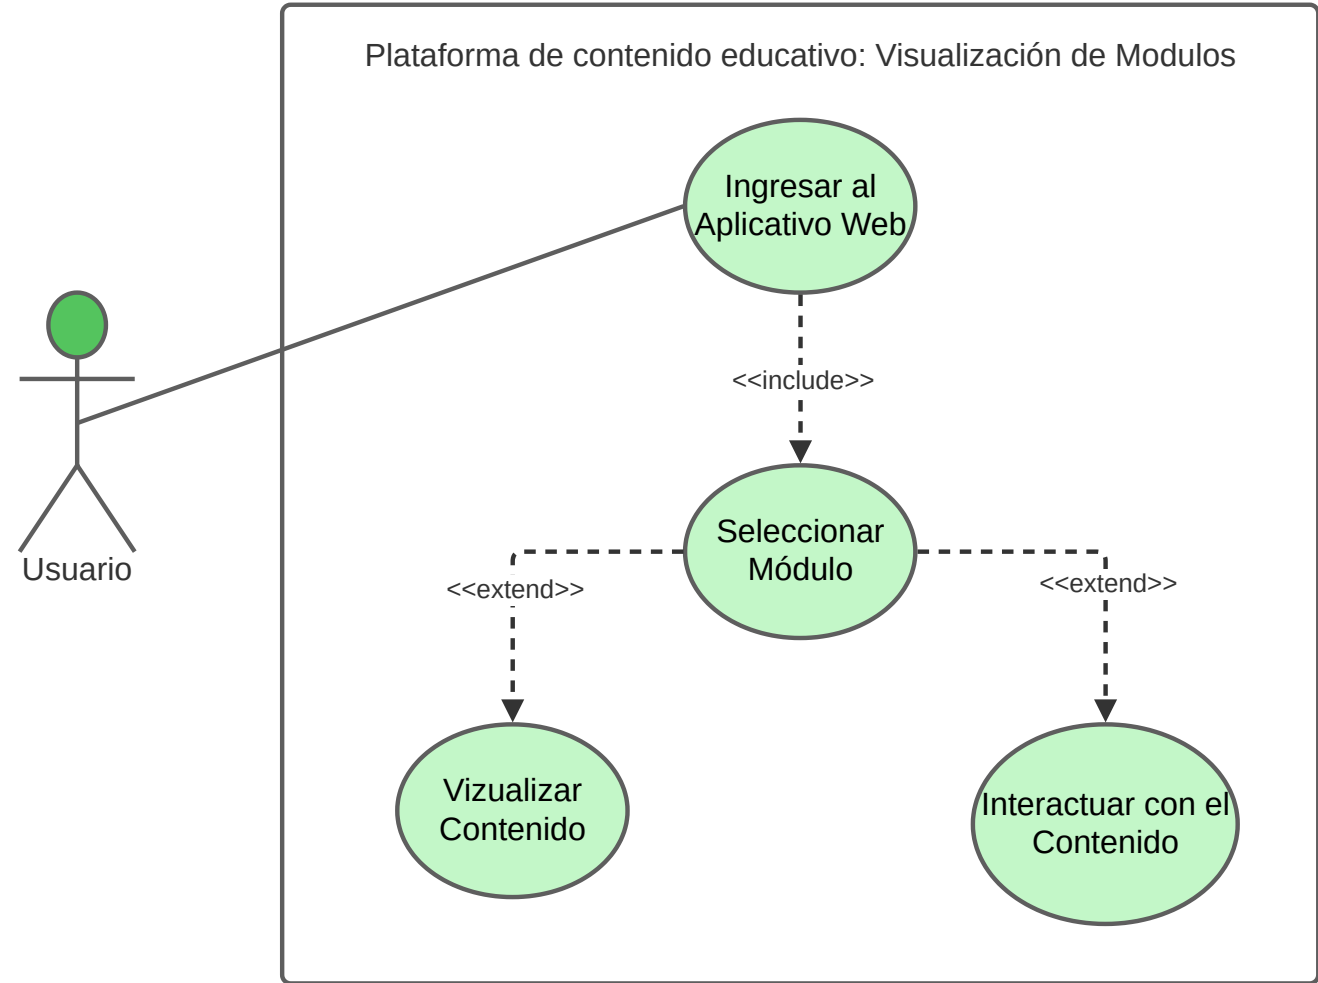 Plataforma de contenido educativo: Visualización de Modulos
Ingresar al
Aplicativo Web
<<include>>
Seleccionar
Módulo
Usuario
<<extend>>
<<extend>>
Vizualizar
Contenido
Interactuar con el
Contenido